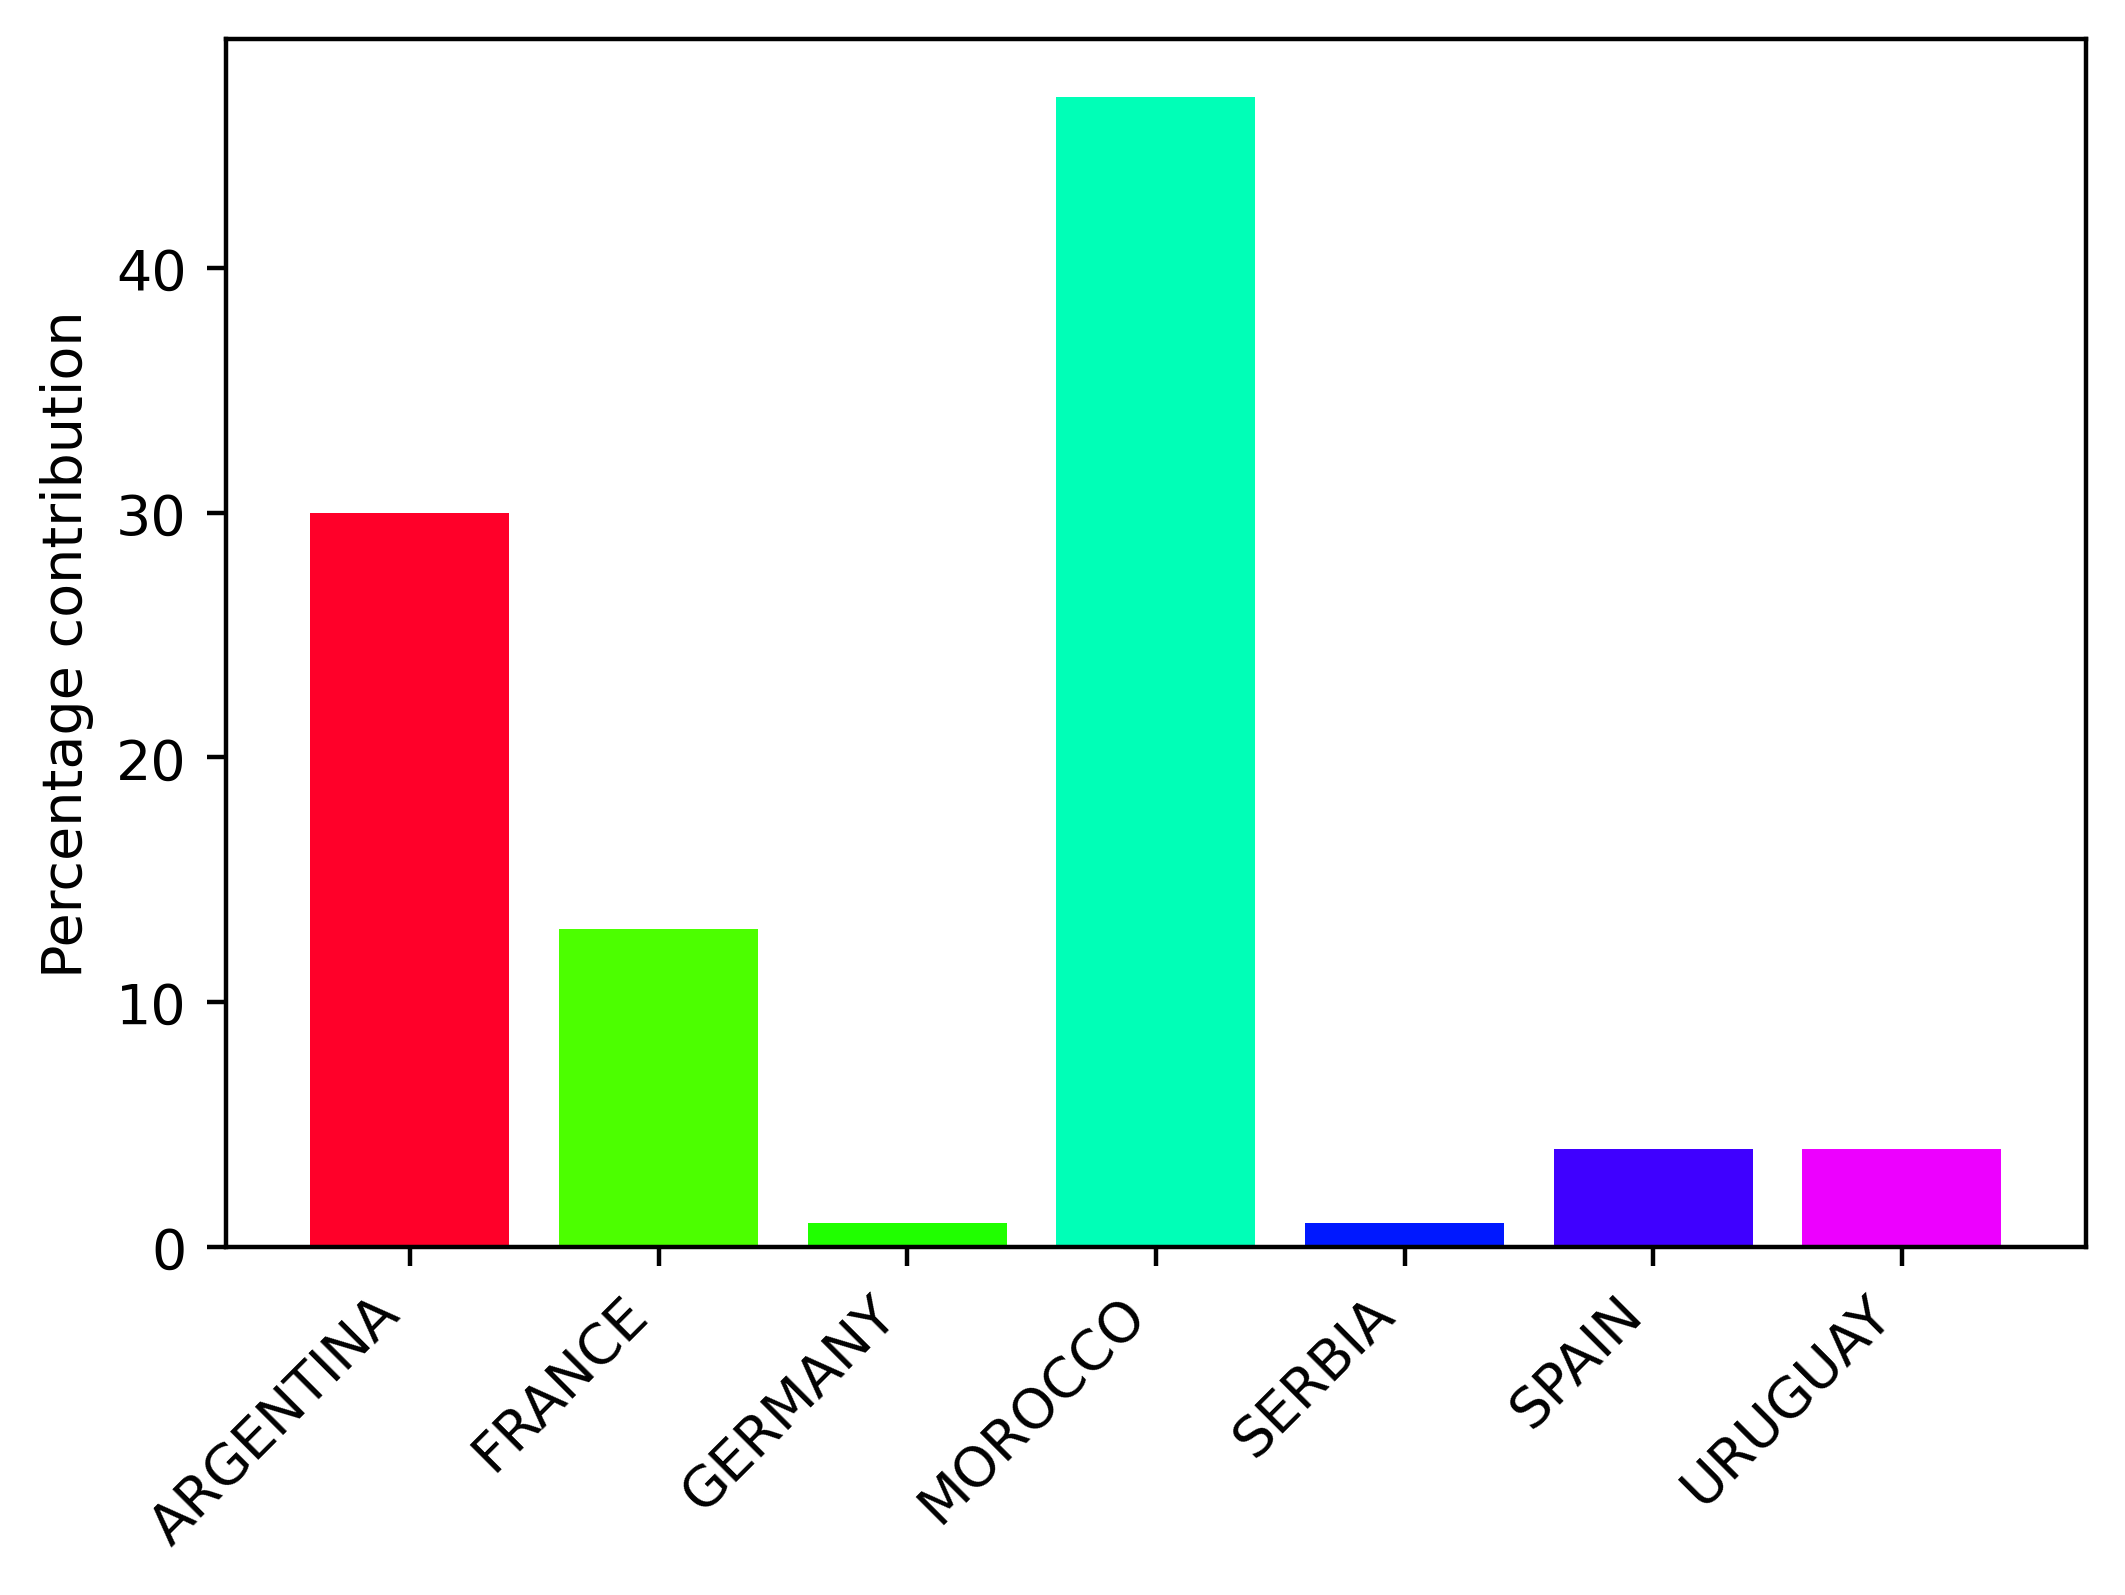 Percentage contribution
40
30
20
10
0
ARGENTINA
FRANCE
GERMANY
MOROCCO
SERBIA
SPAIN
URUGUAY